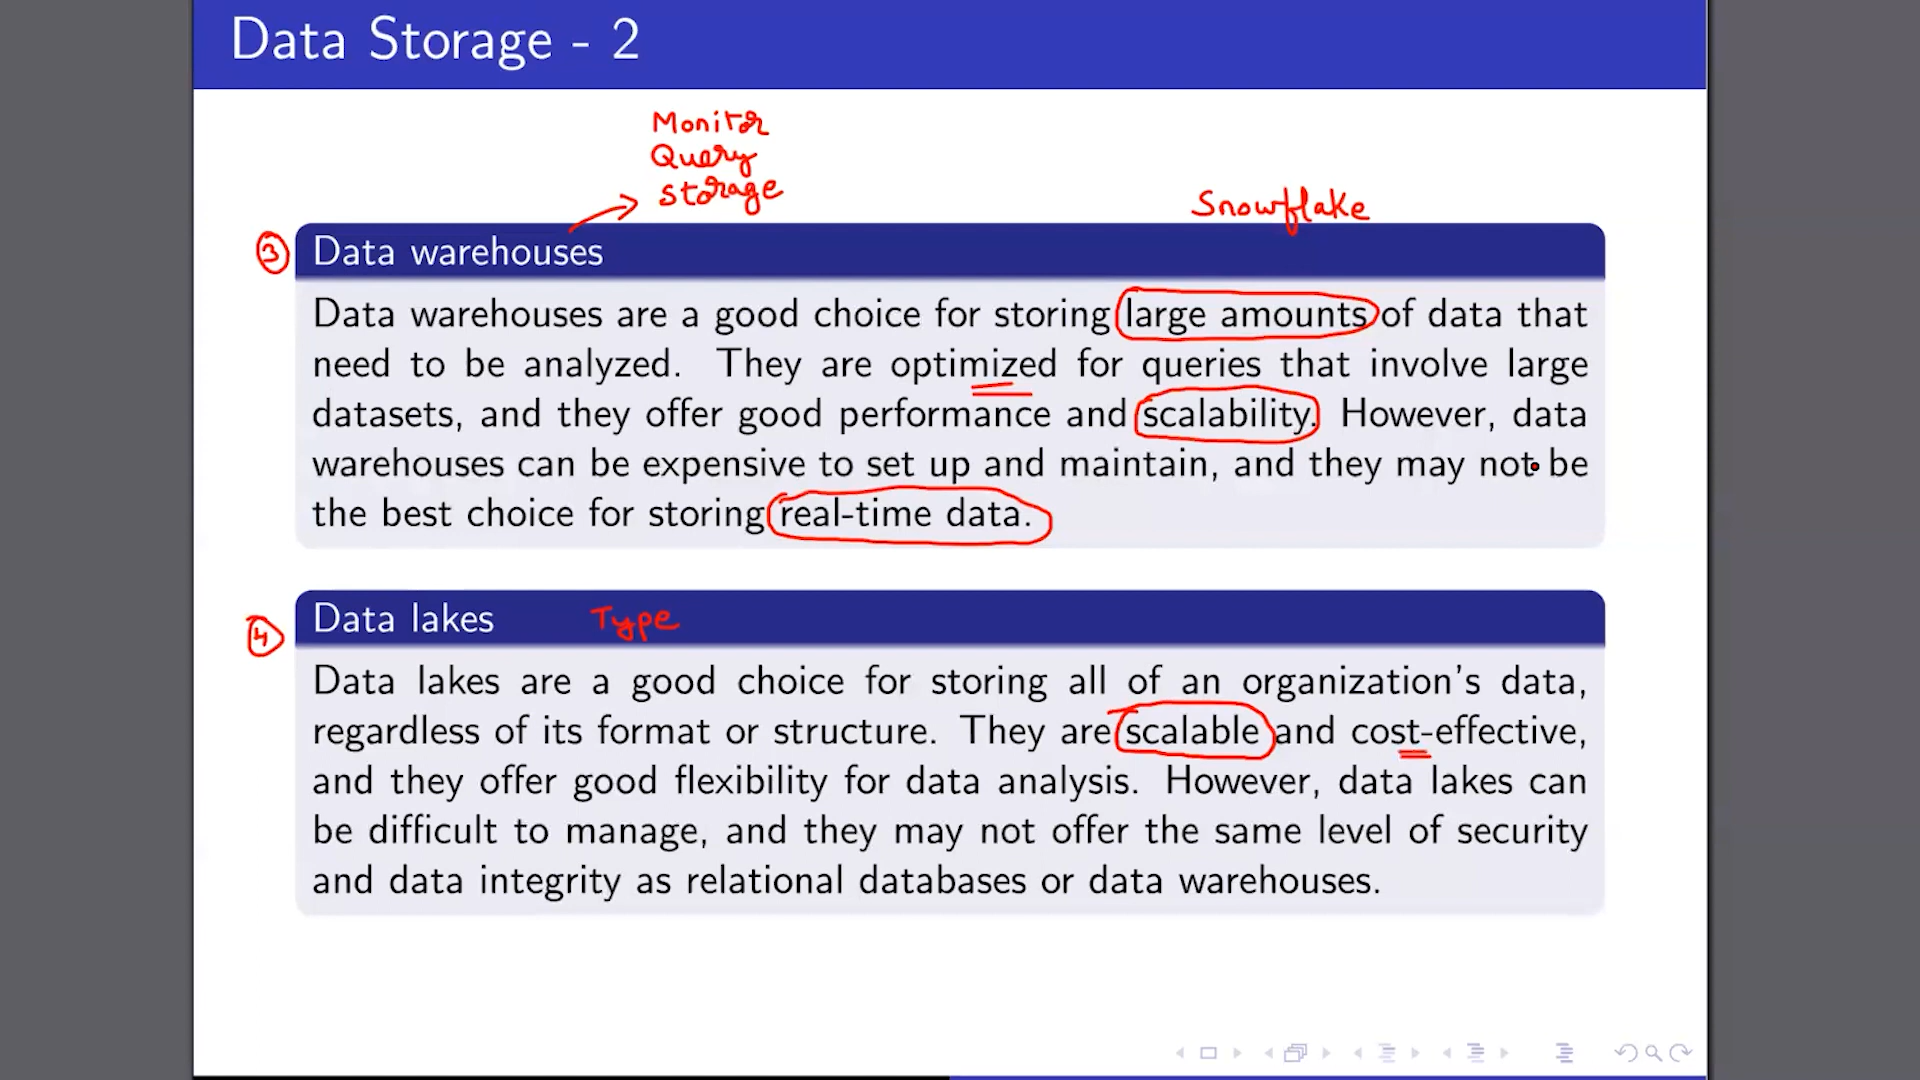 Data Storage - 2
Monitor
Query
Storage
Snowflake
3
Data warehouses
Data warehouses are a good choice for storing large amounts of data that
need to be analyzed. They are optimized for queries that involve large
datasets, and they offer good performance and scalability. However, data
warehouses can be expensive to set up and maintain, and they may not be
the best choice for storing real-time data.
4
Data lakes Type
Data lakes are a good choice for storing all of an organization's data,
regardless of its format or structure. They are scalable and cost-effective,
and they offer good flexibility for data analysis. However, data lakes can
be difficult to manage, and they may not offer the same level of security
and data integrity as relational databases or data warehouses.